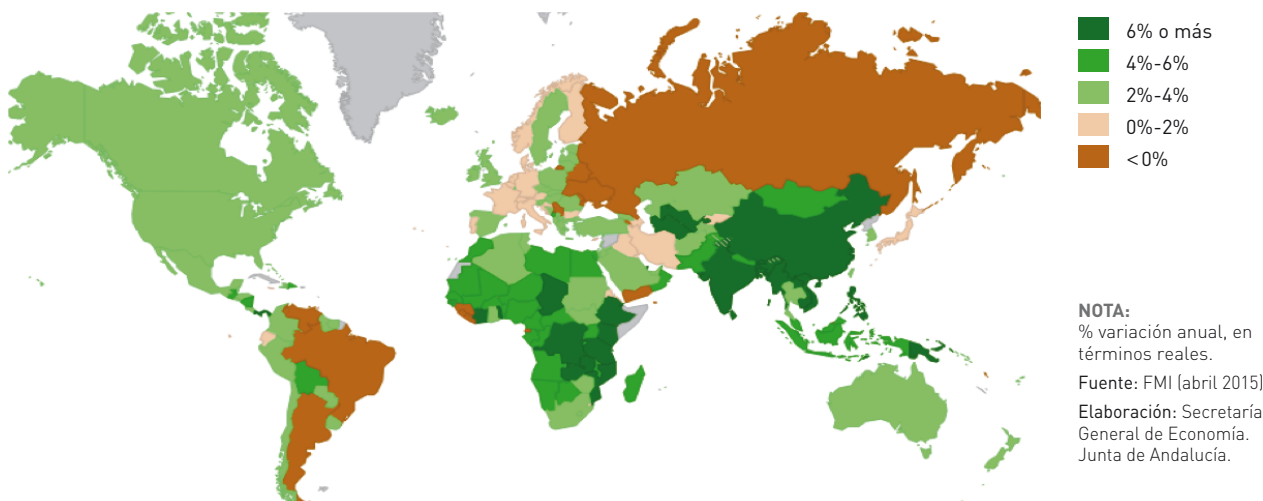 6% o más
4%-6%
2%-4%
0%-2%
<0%
NOTA:
% variación anual, en
términos reales.
Fuente: FMI (abril 2015)
Elaboración: Secretaría
General de Economía.
Junta de Andalucía.